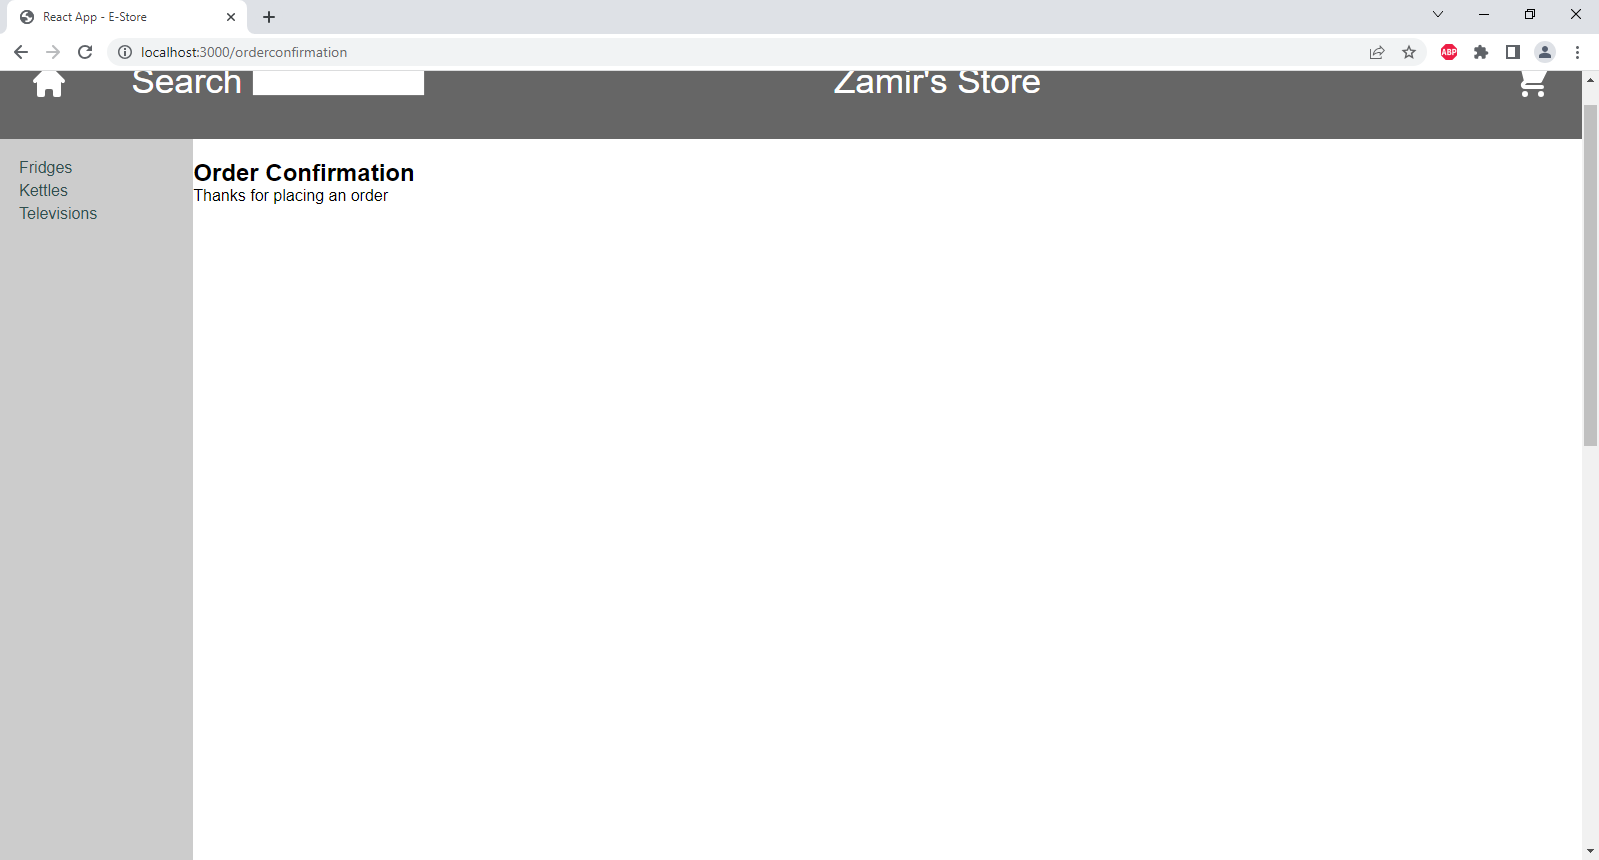 React App - E-Store
localhost:3000/orderconfirmation
ABP
Search
Zamir's Store
Fridges
Kettles
Televisions
Order Confirmation
Thanks for placing an order